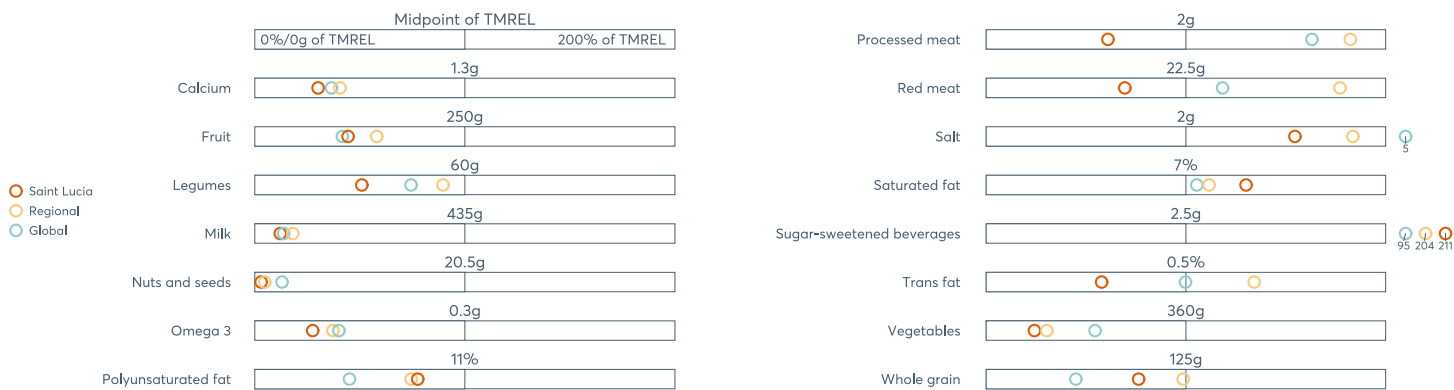 Midpoint of TMREL
0%/0g of TMREL 200% of TMREL
1.3g
Calcium
250g
Fruit
60g
Legumes
435g
Milk
20.5g
Nuts and seeds
0.3g
Omega 3
11%
Polyunsaturated fat
Saint Lucia
Regional
Global
2g
Processed meat
22.5g
Red meat
2g
Salt
5
7%
Saturated fat
2.5g
Sugar-sweetened beverages
95 204 211
0.5%
Trans fat
360g
Vegetables
125g
Whole grain